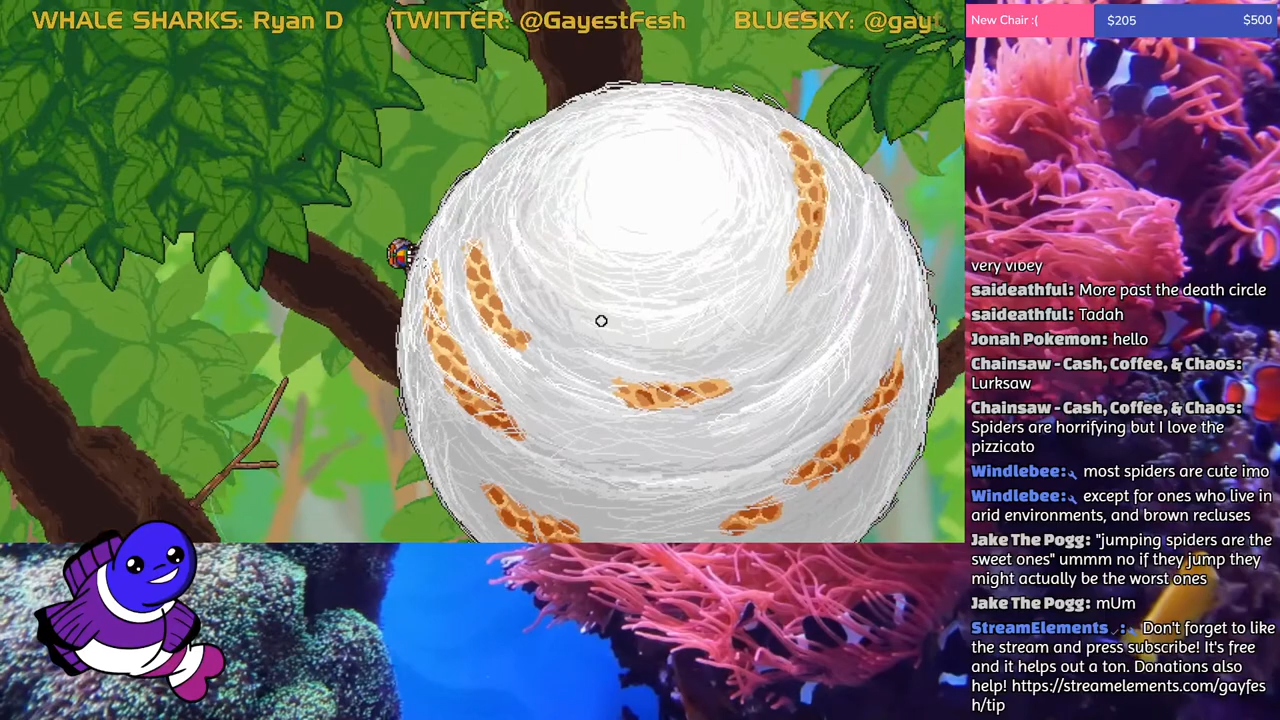 WHALE SHARKS: Ryan D TWITTER: @GayestFesh BLUESKY: @gayf
New Chair :( $205 $500
very vibey
saideathful: More past the death circle
saideathful: Tadah
Jonah Pokemon: hello
Chainsaw - Cash, Coffee, & Chaos:
Lurksaw
Chainsaw - Cash, Coffee, & Chaos:
Spiders are horrifying but I love the
pizzicato
Windlebee: most spiders are cute imo
Windlebee: except for ones who live in
arid environments, and brown recluses
Jake The Pogg: "jumping spiders are the
sweet ones" ummm no if they jump they
might actually be the worst ones
Jake The Pogg: mUm
StreamElements : Don't forget to like
the stream and press subscribe! It's free
and it helps out a ton. Donations also
help! https://streamelements.com/gayfes
h/tip